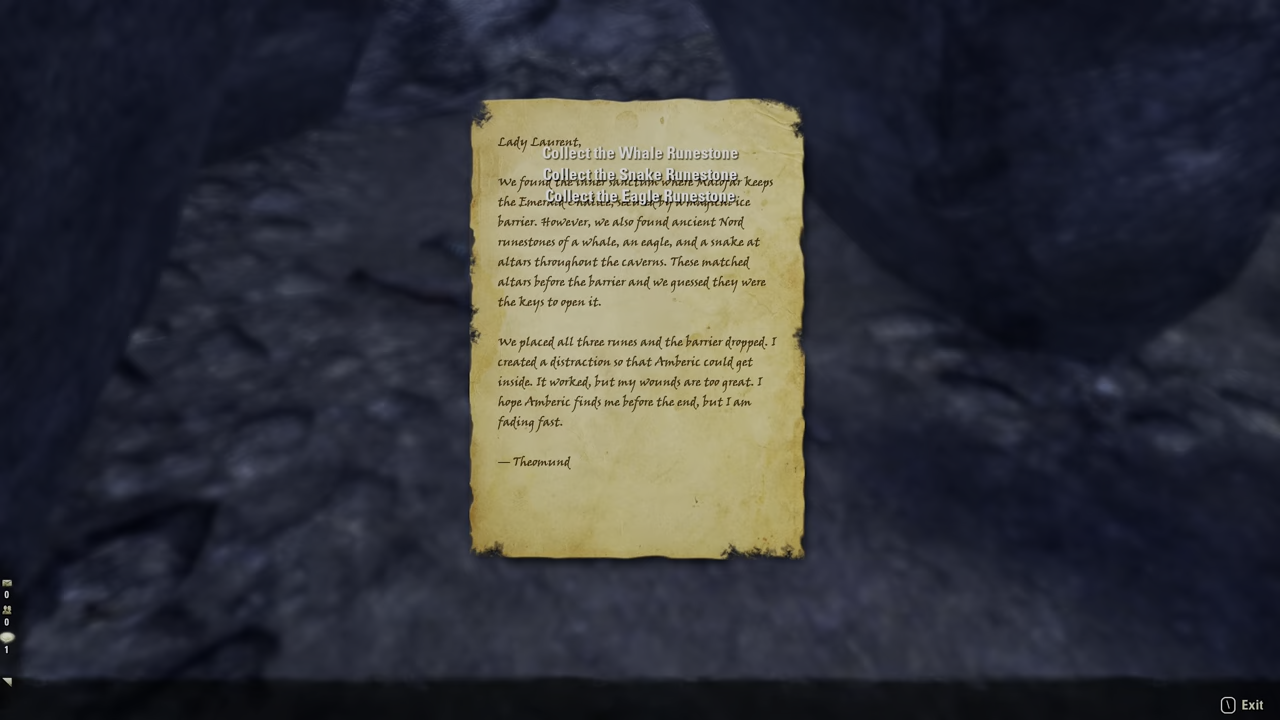 Lady Laurent,
Collect the Whale Runestone
Collect the Snake Runestone
Collect the Eagle Runestone
We found the inner sanctum where Malofar keeps
the Emerald Chalice, secured by a magical ice
barrier. However, we also found ancient Nord
runestones of a whale, an eagle, and a snake at
altars throughout the caverns. These matched
altars before the barrier and we guessed they were
the keys to open it.
We placed all three runes and the barrier dropped. I
created a distraction so that Amberic could get
inside. It worked, but my wounds are too great. I
hope Amberic finds me before the end, but I am
fading fast.
— Theomund
0
0
1
\ Exit